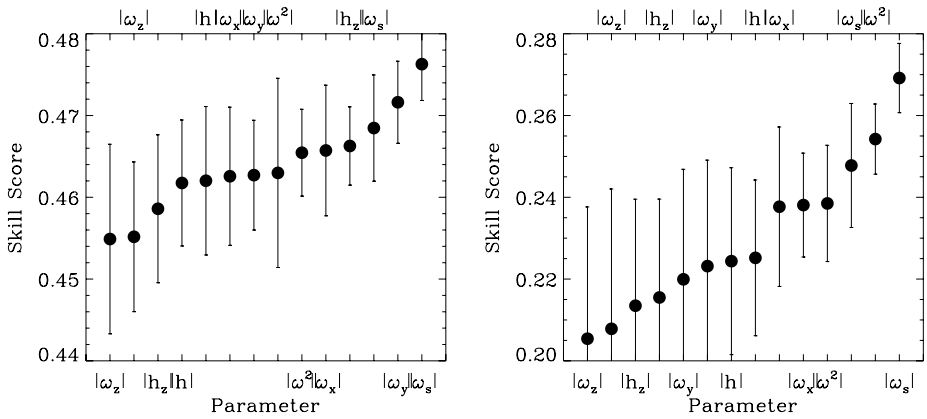 |ω_z| |h||ω_x||ω_y||ω²| |h_z||ω_s|
0.48
0.47
0.46
0.45
0.44
Skill Score
|ω_z| |h_z||h| |ω²||ω_x| |ω_y||ω_s|
Parameter
|ω_z| |h_z| |ω_y| |h||ω_x| |ω_s||ω²|
0.28
0.26
0.24
0.22
0.20
Skill Score
|ω_z| |h_z| |ω_y| |h| |ω_x||ω²| |ω_s|
Parameter